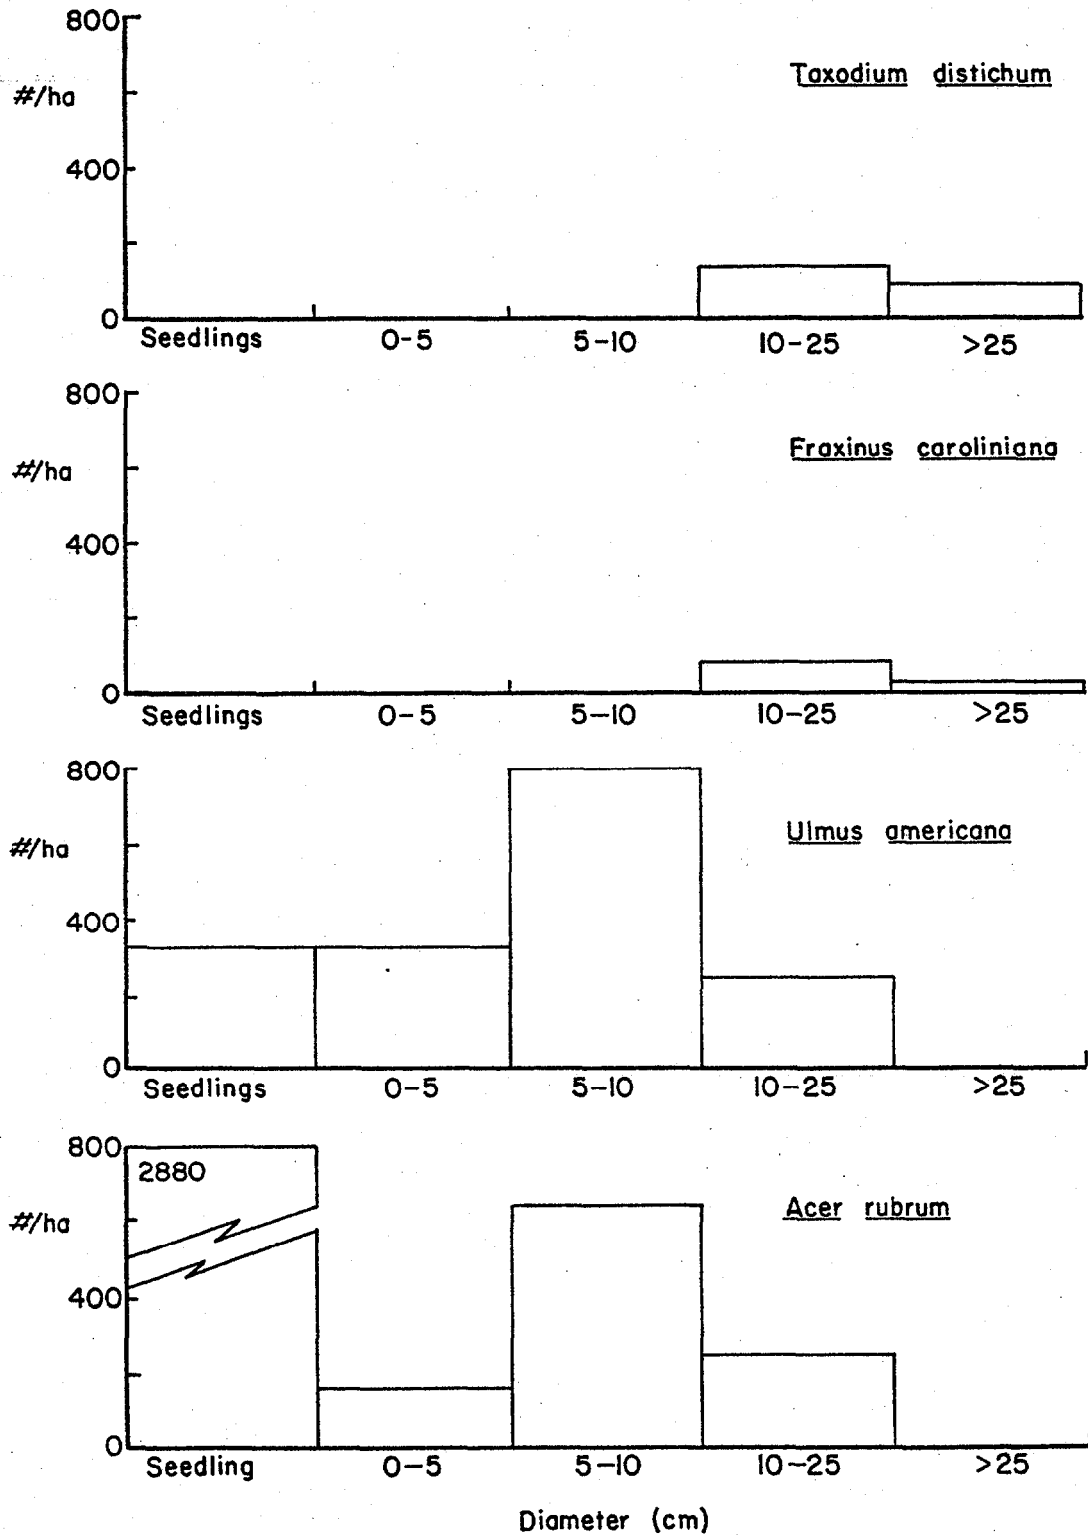 800
Taxodium distichum
#/ha
400
0
Seedlings 0-5 5-10 10-25 >25
800
Fraxinus caroliniana
#/ha
400
0
Seedlings 0-5 5-10 10-25 >25
800
Ulmus americana
#/ha
400
0
Seedlings 0-5 5-10 10-25 >25
800
2880
Acer rubrum
#/ha
400
0
Seedling 0-5 5-10 10-25 >25
Diameter (cm)